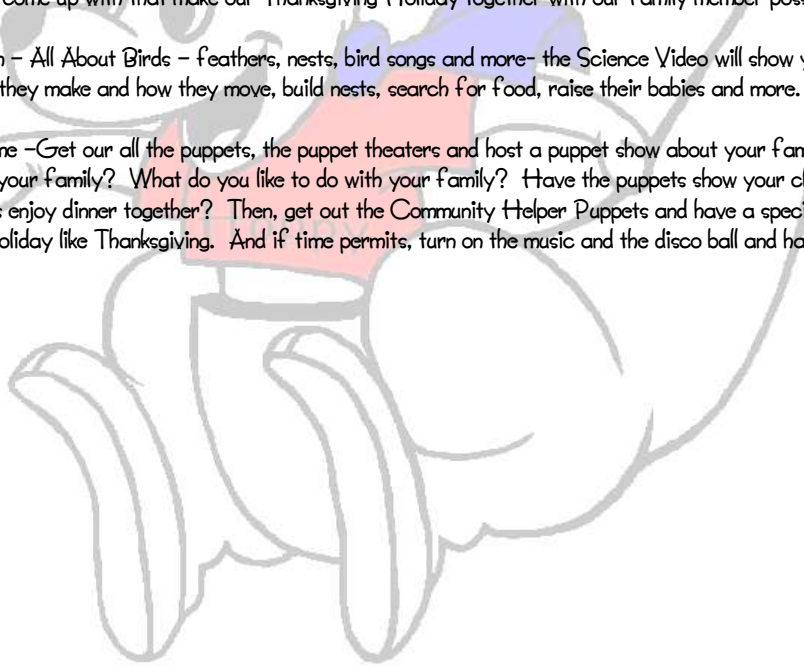 come up with that make our Thanksgiving Holiday together with our Family member poss
– All About Birds – feathers, nests, bird songs and more- the Science Video will show y
they make and how they move, build nests, search for food, raise their babies and more.
me –Get our all the puppets, the puppet theaters and host a puppet show about your fam
your family? What do you like to do with your family? Have the puppets show your cl
s enjoy dinner together? Then, get out the Community Helper Puppets and have a speci
oliday like Thanksgiving. And if time permits, turn on the music and the disco ball and ha